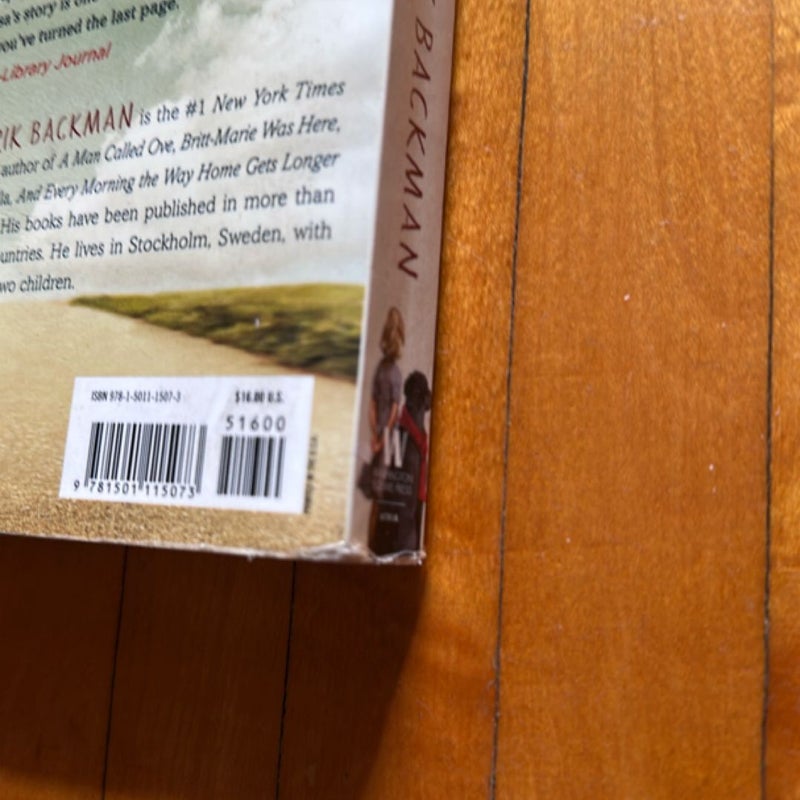 sa's story is one
you've turned the last page.
-Library Journal
RIK BACKMAN is the #1 New York Times
author of A Man Called Ove, Britt-Marie Was Here,
la, And Every Morning the Way Home Gets Longer
His books have been published in more than
untries. He lives in Stockholm, Sweden, with
wo children.
ISBN 978-1-5011-1507-3 $16.00 U.S.
51600
9 781501 115073
BACKMAN
W